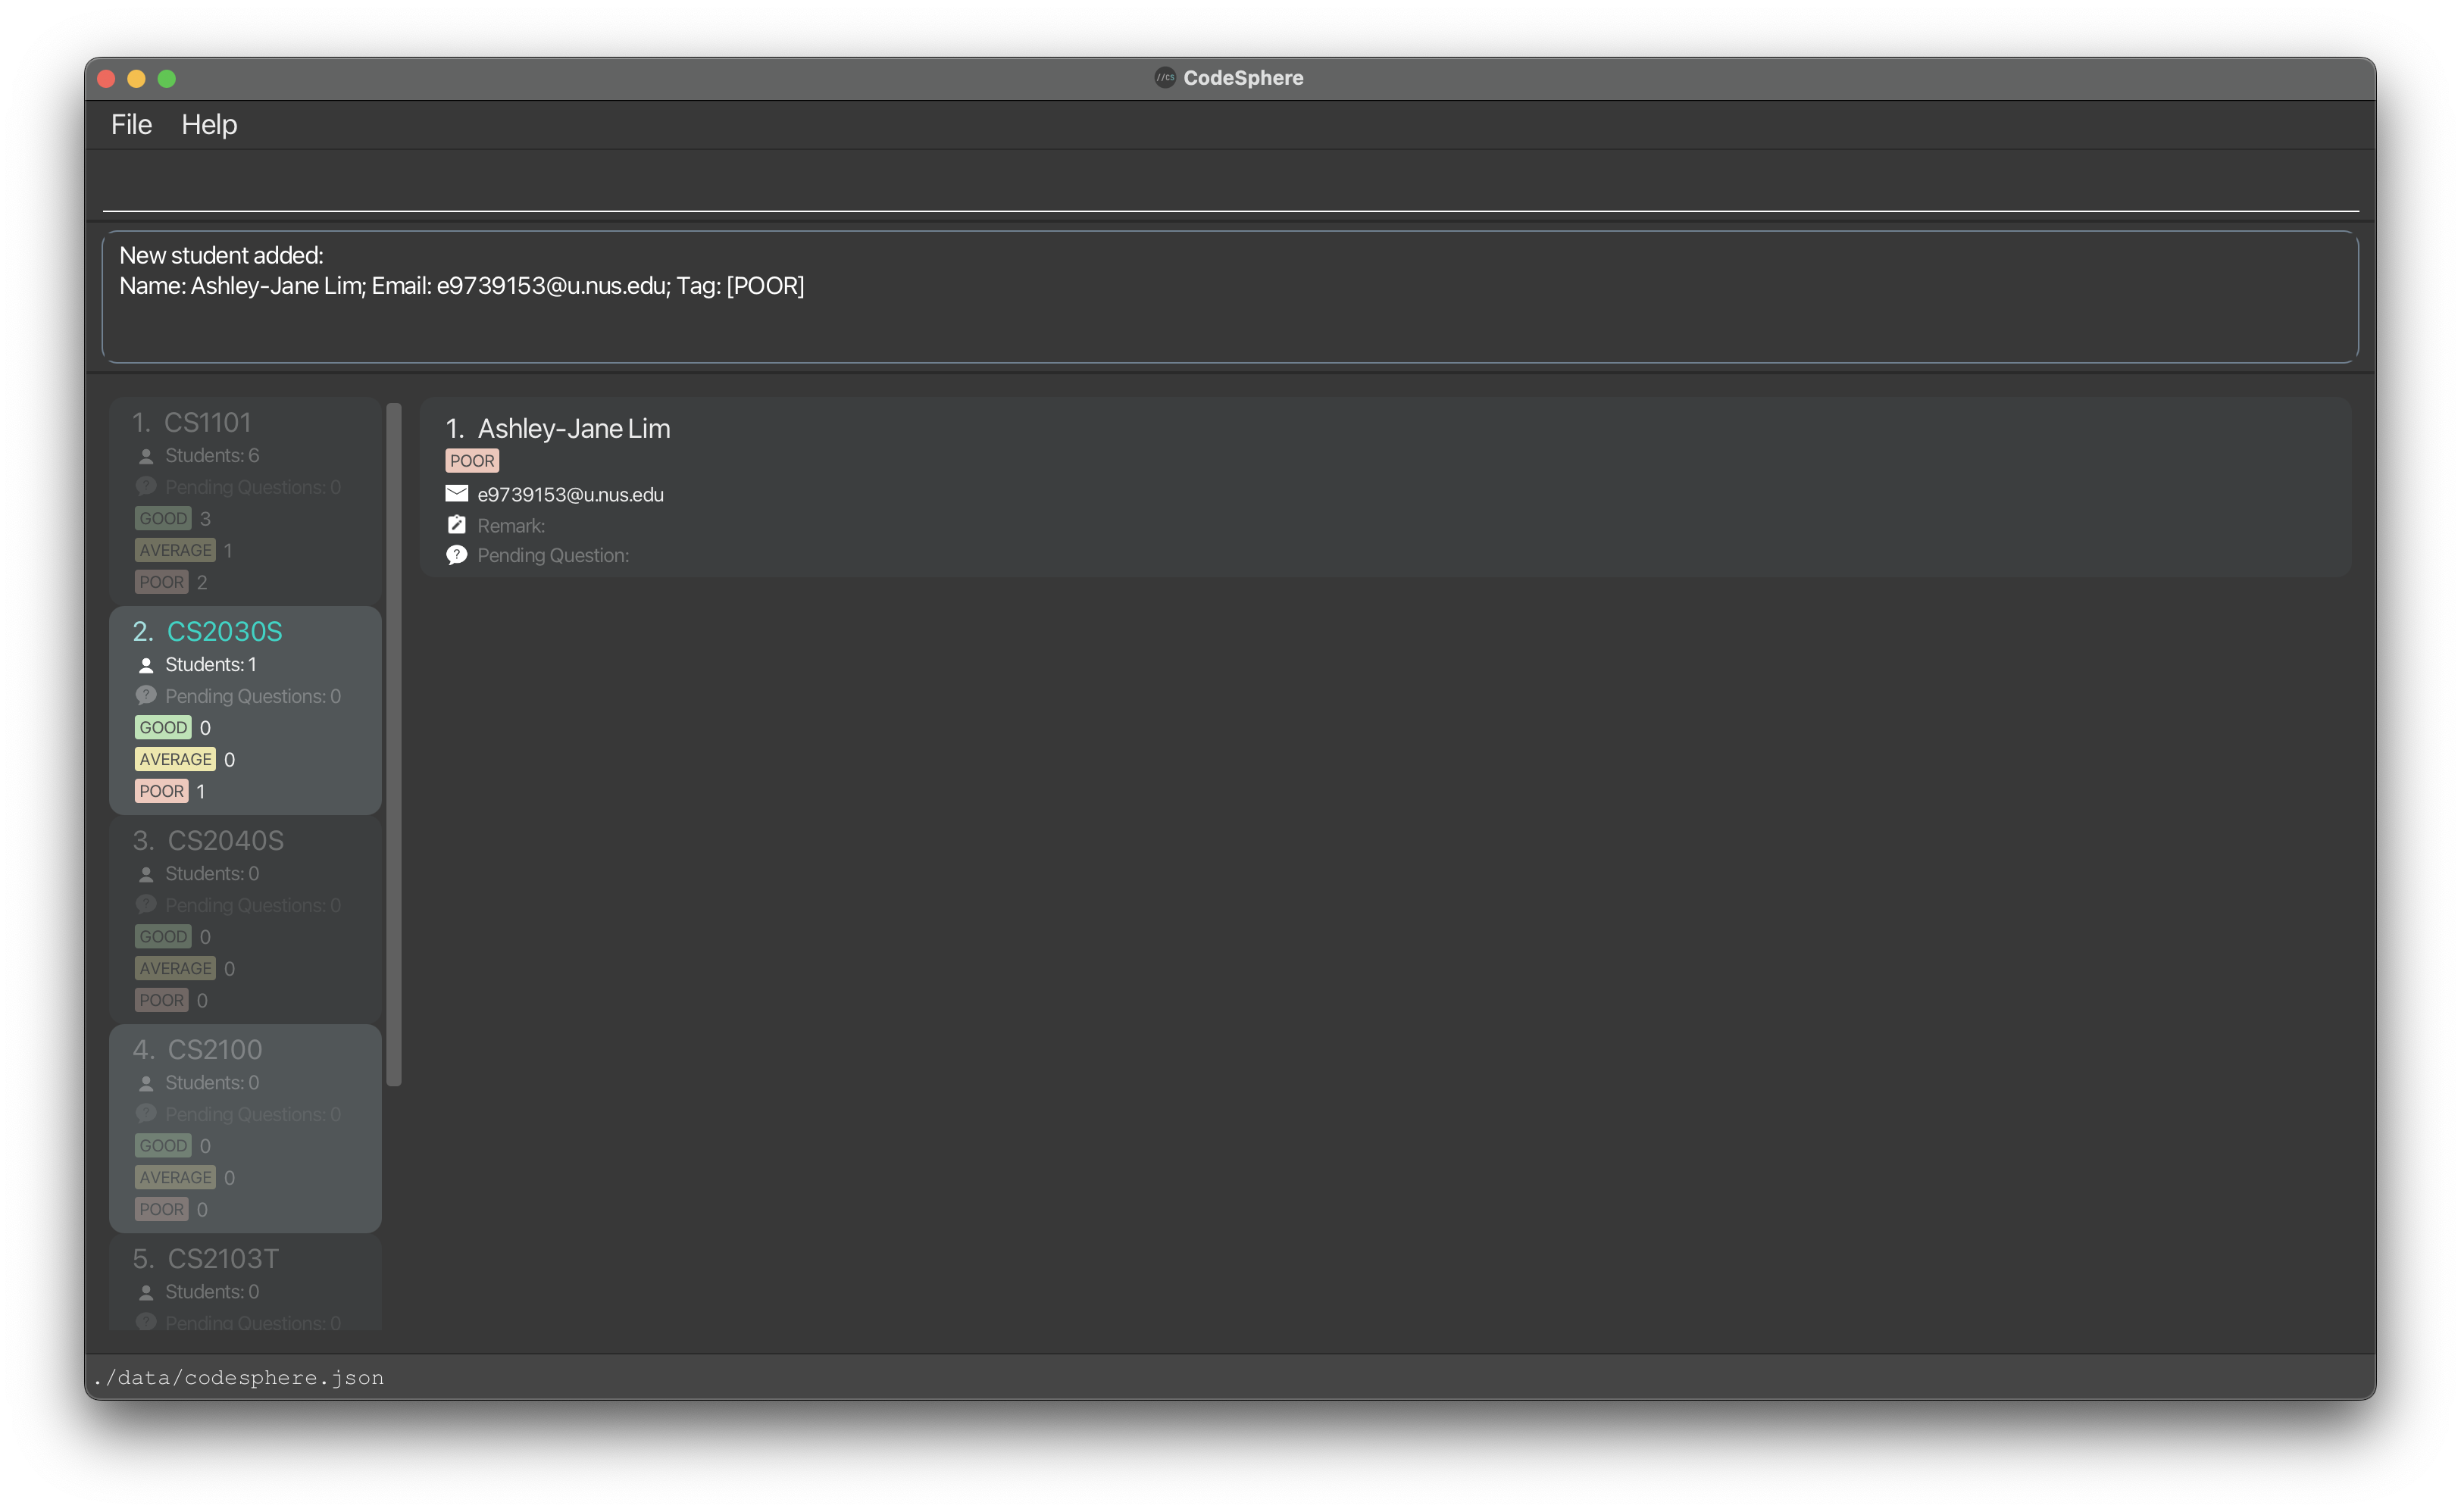 //cs CodeSphere
File Help
New student added:
Name: Ashley-Jane Lim; Email: e9739153@u.nus.edu; Tag: [POOR]
1. CS1101
Students: 6
Pending Questions: 0
GOOD 3
AVERAGE 1
POOR 2
2. CS2030S
Students: 1
Pending Questions: 0
GOOD 0
AVERAGE 0
POOR 1
3. CS2040S
Students: 0
Pending Questions: 0
GOOD 0
AVERAGE 0
POOR 0
4. CS2100
Students: 0
Pending Questions: 0
GOOD 0
AVERAGE 0
POOR 0
5. CS2103T
Students: 0
Pending Questions: 0
1. Ashley-Jane Lim
POOR
e9739153@u.nus.edu
Remark:
Pending Question:
./data/codesphere.json